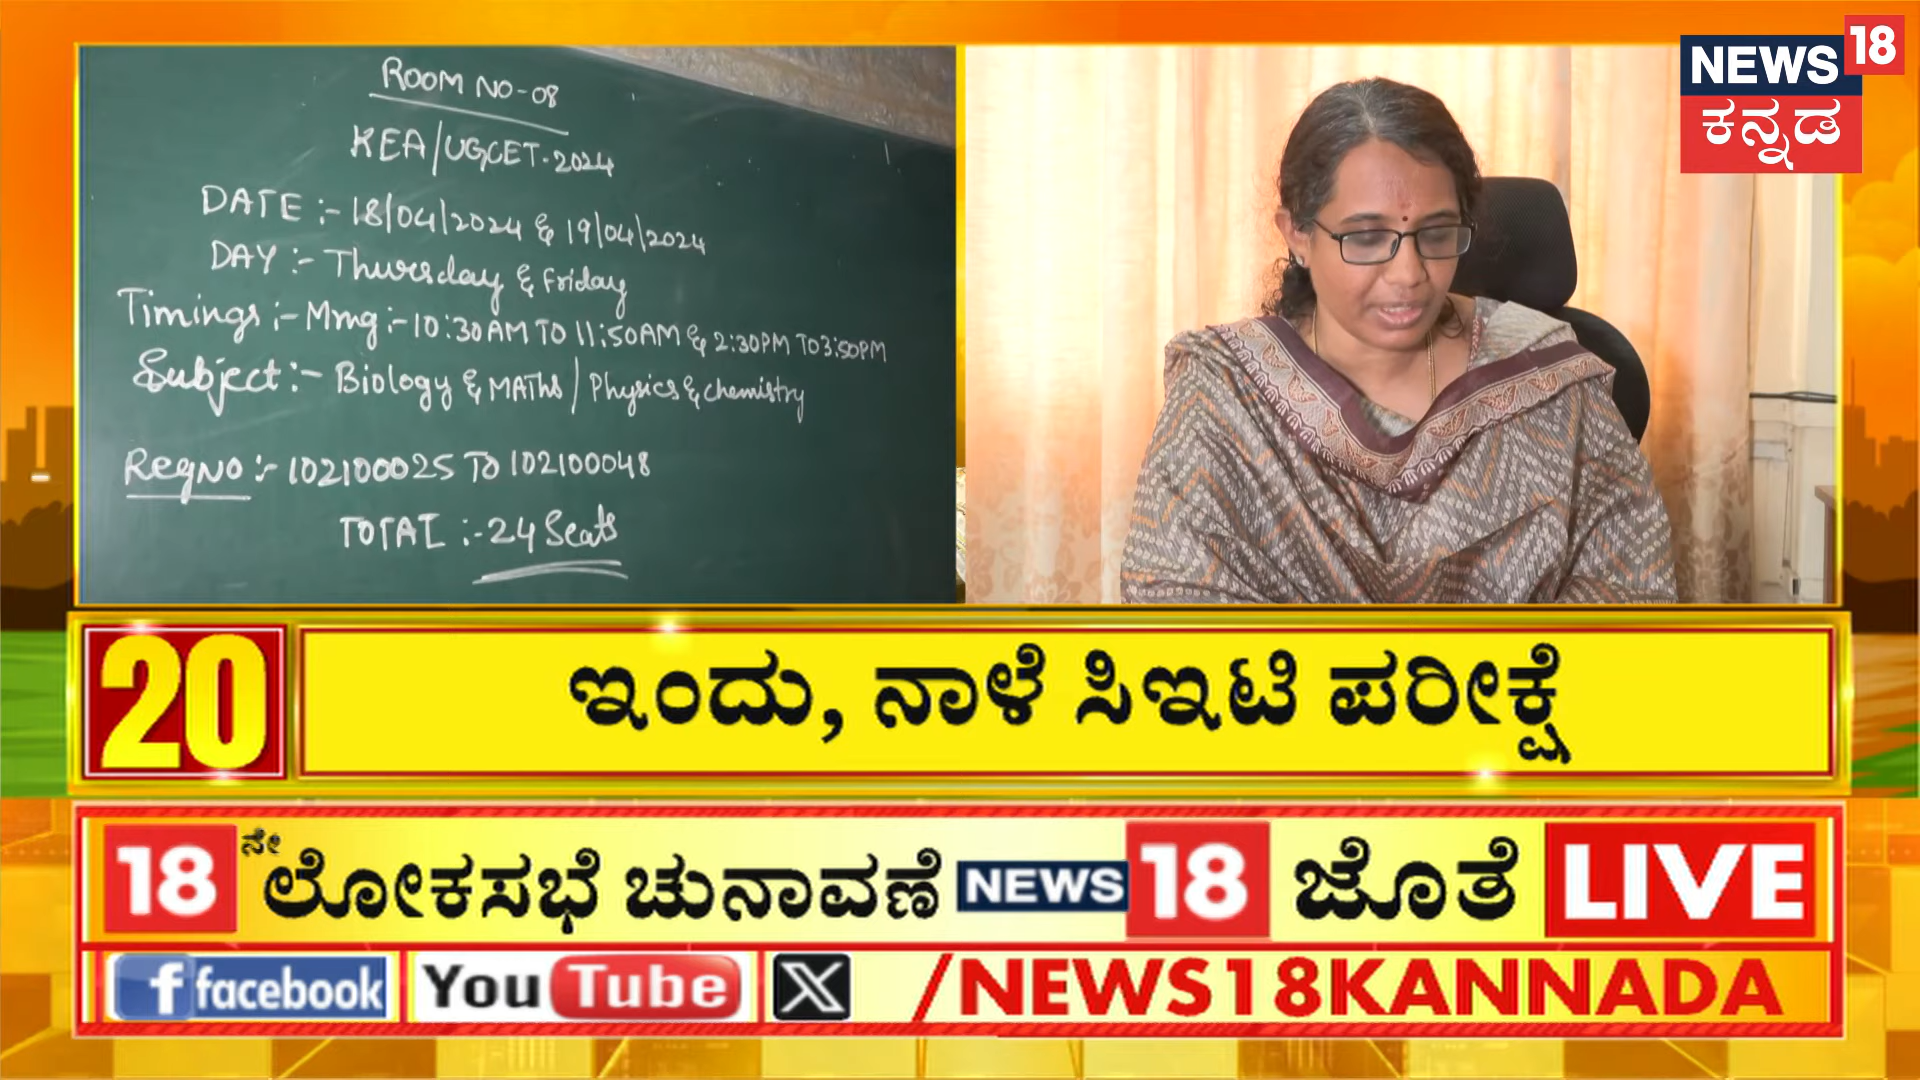 ROOM NO-08
KEA/UGCET-2024
DATE :- 18/04/2024 & 19/04/2024
DAY :- Thursday & Friday
Timings :- Mrng :- 10:30AM TO 11:50AM & 2:30PM TO 3:50PM
Subject :- Biology & MATHs / Physics & chemistry
RegNO :- 102100025 TO 102100048
TOTAL :- 24 Seats
NEWS18
ಕನ್ನಡ
20 ಇಂದು, ನಾಳೆ ಸಿಇಟಿ ಪರೀಕ್ಷೆ
18ನೇ ಲೋಕಸಭೆ ಚುನಾವಣೆ NEWS18 ಜೊತೆ LIVE
facebook YouTube X /NEWS18KANNADA